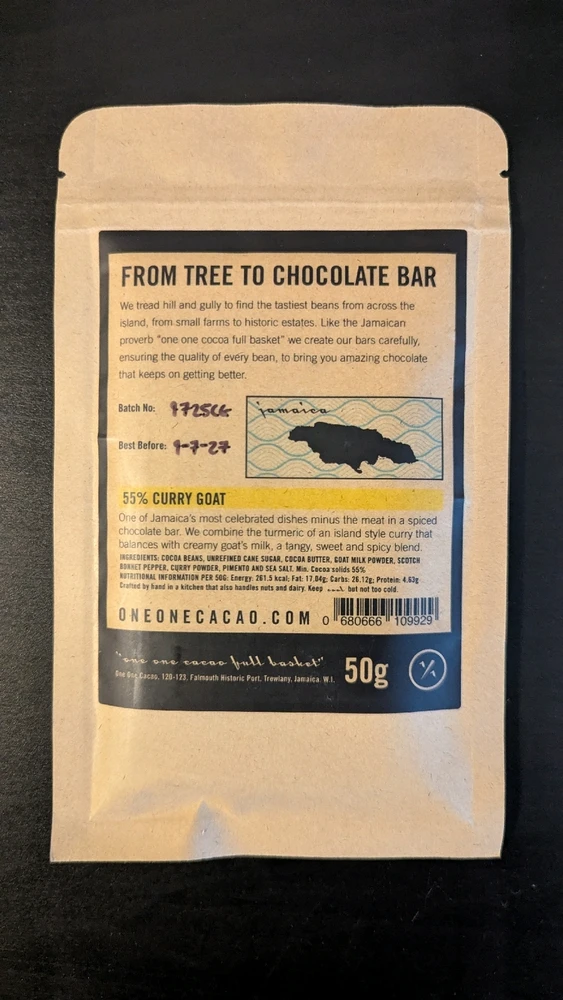 FROM TREE TO CHOCOLATE BAR
We tread hill and gully to find the tastiest beans from across the
island, from small farms to historic estates. Like the Jamaican
proverb "one one cocoa full basket" we create our bars carefully,
ensuring the quality of every bean, to bring you amazing chocolate
that keeps on getting better.
Batch No:
Best Before: 9-7-27
jamaica
55% CURRY GOAT
One of Jamaica's most celebrated dishes minus the meat in a spiced
chocolate bar. We combine the turmeric of an island style curry that
balances with creamy goat's milk, a tangy, sweet and spicy blend.
INGREDIENTS: COCOA BEANS, UNREFINED CANE SUGAR, COCOA BUTTER, GOAT MILK POWDER, SCOTCH
BONNET PEPPER, CURRY POWDER, PIMENTO AND SEA SALT. Min. Cocoa solids 55%
NUTRITIONAL INFORMATION PER 50G: Energy: 261.5 kcal; Fat: 17.04g; Carbs: 26.12g; Protein: 4.63g
Crafted by hand in a kitchen that also handles nuts and dairy. Keep but not too cold.
ONEONECACAO.COM
0 680666 109929
"one one cacao full basket"
One One Cacao, 120-123, Falmouth Historic Port, Trewlany, Jamaica. W.I.
50g